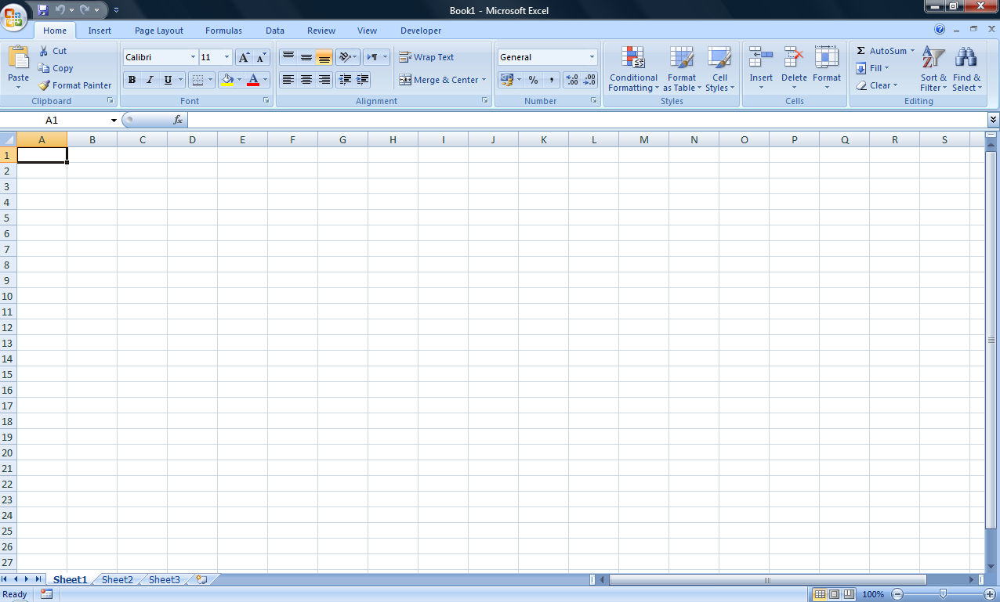 Book1 - Microsoft Excel
Home Insert Page Layout Formulas Data Review View Developer
Paste Cut Copy Format Painter Clipboard
Calibri 11 B I U A Font
Wrap Text Merge & Center Alignment
General % , .0 .00 .00 .0 Number
Conditional Formatting Format as Table Cell Styles Styles
Insert Delete Format Cells
Σ AutoSum Fill Clear Sort & Filter Find & Select Editing
A1 fx
A B C D E F G H I J K L M N O P Q R S
1
2
3
4
5
6
7
8
9
10
11
12
13
14
15
16
17
18
19
20
21
22
23
24
25
26
27
Sheet1 Sheet2 Sheet3
Ready 100%